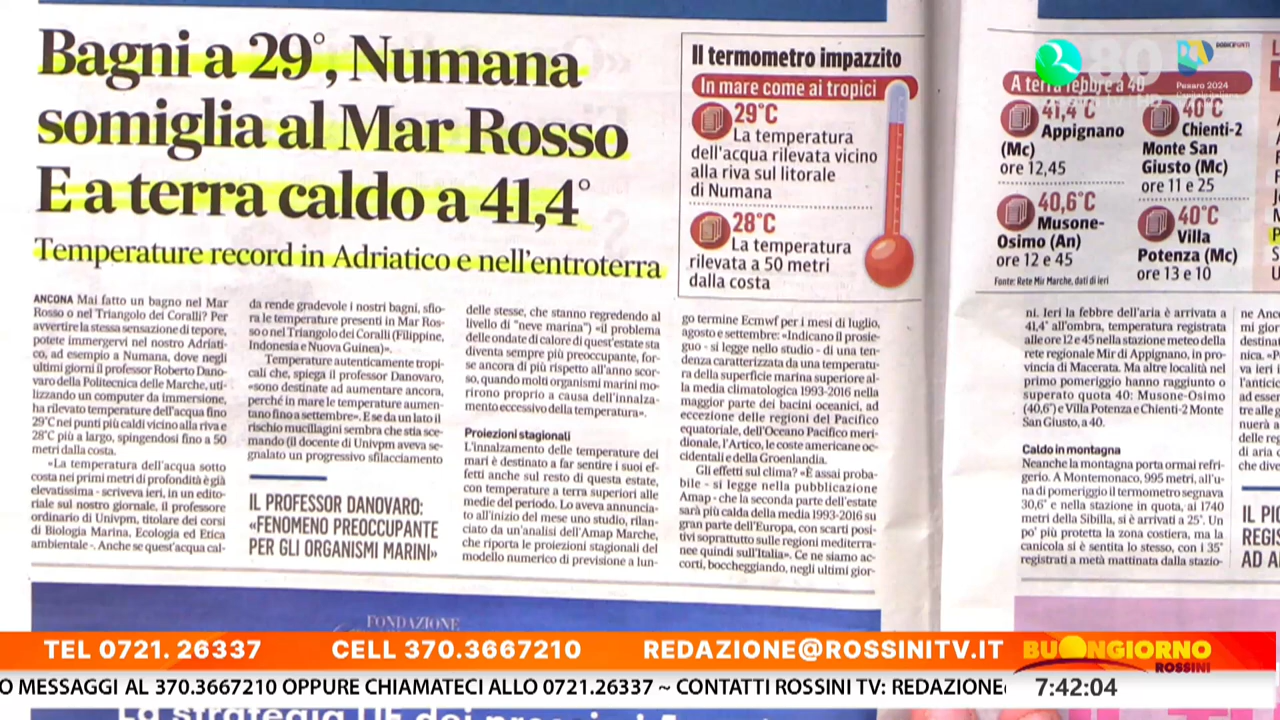 Bagni a 29°, Numana
somiglia al Mar Rosso
E a terra caldo a 41,4°
Temperature record in Adriatico e nell'entroterra
ANCONA Mai fatto un bagno nel Mar
Rosso o nel Triangolo dei Coralli? Per
avvertire la stessa sensazione di tepore,
potete immergervi nel nostro Adriati-
co, ad esempio a Numana, dove negli
ultimi giorni il professor Roberto Dano-
varo della Politecnica delle Marche, uti-
lizzando un computer da immersione,
ha rilevato temperature dell'acqua fino
29°C nei punti più caldi vicino alla riva e
28°C più a largo, spingendosi fino a 50
metri dalla costa.
«La temperatura dell'acqua sotto
costa nei primi metri di profondità è già
elevatissima - scriveva ieri, in un edito-
riale sul nostro giornale, il professore
ordinario di Univpm, titolare dei corsi
di Biologia Marina, Ecologia ed Etica
ambientale -. Anche se quest'acqua cal-
da rende gradevole i nostri bagni, sfio-
ra le temperature presenti in Mar Ros-
so o nel Triangolo dei Coralli (Filippine,
Indonesia e Nuova Guinea)».
Temperature autenticamente tropi-
cali che, spiega il professor Danovaro,
«sono destinate ad aumentare ancora,
perché in mare le temperature aumen-
tano fino a settembre». E se da un lato il
rischio mucillagini sembra che stia sce-
mando (il docente di Univpm aveva se-
gnalato un progressivo sfilacciamento
IL PROFESSOR DANOVARO:
«FENOMENO PREOCCUPANTE
PER GLI ORGANISMI MARINI»
delle stesse, che stanno regredendo al
livello di "neve marina") «il problema
delle ondate di calore di quest'estate sta
diventa sempre più preoccupante, for-
se ancora di più rispetto all'anno scor-
so, quando molti organismi marini mo-
rirono proprio a causa dell'innalza-
mento eccessivo della temperatura».
Proiezioni stagionali
L'innalzamento delle temperature dei
mari è destinato a far sentire i suoi ef-
fetti anche sul resto di questa estate,
con temperature a terra superiori alle
medie del periodo. Lo aveva annuncia-
to all'inizio del mese uno studio, rilan-
ciato da un'analisi dell'Amap Marche,
che riporta le proiezioni stagionali del
modello numerico di previsione a lun-
Il termometro impazzito
In mare come ai tropici
29°C
La temperatura
dell'acqua rilevata vicino
alla riva sul litorale
di Numana
28°C
La temperatura
rilevata a 50 metri
dalla costa
go termine Ecmwf per i mesi di luglio,
agosto e settembre: «Indicano il prosie-
guo - si legge nello studio - di una ten-
denza caratterizzata da una temperatu-
ra della superficie marina superiore al-
la media climatologica 1993-2016 nella
maggior parte dei bacini oceanici, ad
eccezione delle regioni del Pacifico
equatoriale, dell'Oceano Pacifico meri-
dionale, l'Artico, le coste americane oc-
cidentali e della Groenlandia.
Gli effetti sul clima? «È assai proba-
bile - si legge nella pubblicazione
Amap - che la seconda parte dell'estate
sarà più calda della media 1993-2016 su
gran parte dell'Europa, con scarti posi-
tivi soprattutto sulle regioni mediterra-
nee quindi sull'Italia». Ce ne siamo ac-
corti, boccheggiando, negli ultimi gior-
A terra febbre a 40
41,4°C
Appignano
(Mc)
ore 12,45
40°C
Chienti-2
Monte San
Giusto (Mc)
ore 11 e 25
40,6°C
Musone-
Osimo (An)
ore 12 e 45
40°C
Villa
Potenza (Mc)
ore 13 e 10
Fonte: Rete Mir Marche, dati di ieri
ni. Ieri la febbre dell'aria è arrivata a
41,4° all'ombra, temperatura registrata
alle ore 12 e 45 nella stazione meteo della
rete regionale Mir di Appignano, in pro-
vincia di Macerata. Ma altre località nel
primo pomeriggio hanno raggiunto o
superato quota 40: Musone-Osimo
(40,6°) e Villa Potenza e Chienti-2 Monte
San Giusto, a 40.
Caldo in montagna
Neanche la montagna porta ormai refri-
gerio. A Montemonaco, 995 metri, all'u-
na di pomeriggio il termometro segnava
30,6° e nella stazione in quota, ai 1740
metri della Sibilla, si è arrivati a 25°. Un
po' più protetta la zona costiera, ma la
canicola si è sentita lo stesso, con i 35°
registrati a metà mattinata dalla stazio-
IL PI
REGIS
AD A
80
Pesaro 2024
FONDAZIONE
TEL 0721. 26337 CELL 370.3667210 REDAZIONE@ROSSINITV.IT
BUONGIORNO
ROSSINI
O MESSAGGI AL 370.3667210 OPPURE CHIAMATECI ALLO 0721.26337 ~ CONTATTI ROSSINI TV: REDAZIONE
7:42:04